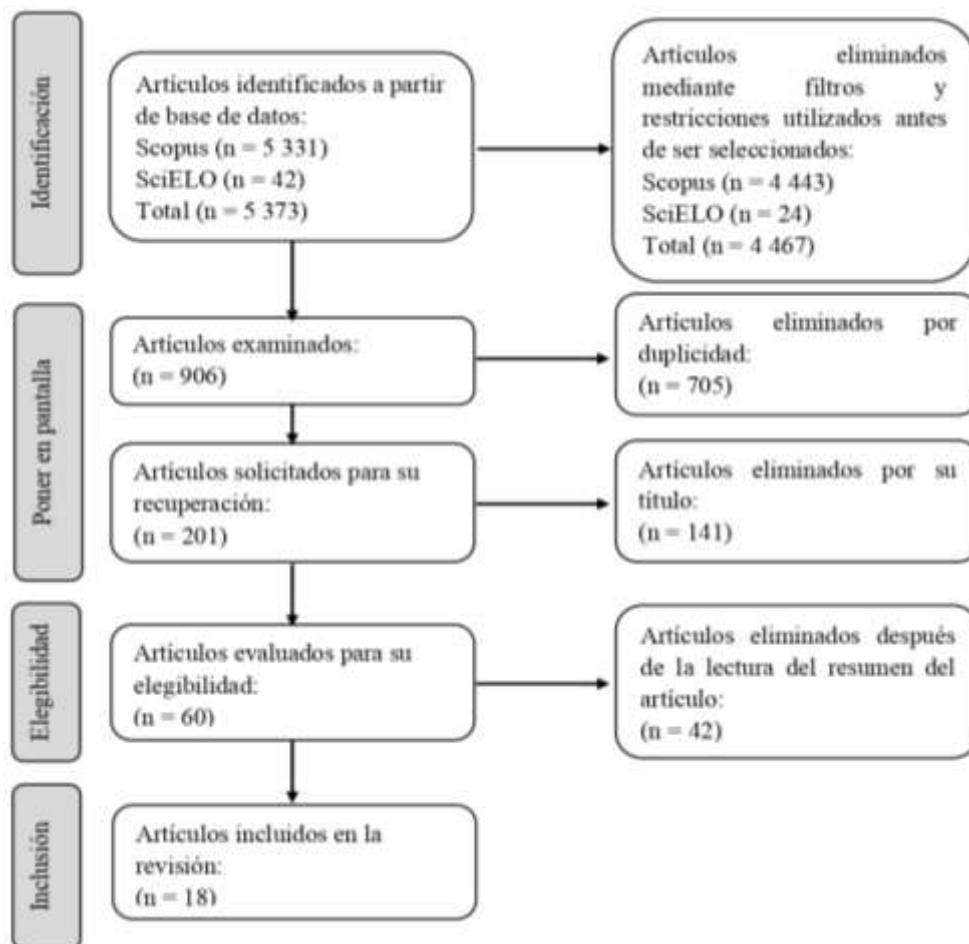 Identificación
Artículos identificados a partir
de base de datos:
Scopus (n = 5 331)
SciELO (n = 42)
Total (n = 5 373)
Artículos eliminados
mediante filtros y
restricciones utilizados antes
de ser seleccionados:
Scopus (n = 4 443)
SciELO (n = 24)
Total (n = 4 467)
Poner en pantalla
Artículos examinados:
(n = 906)
Artículos eliminados por
duplicidad:
(n = 705)
Artículos solicitados para su
recuperación:
(n = 201)
Artículos eliminados por su
título:
(n = 141)
Elegibilidad
Artículos evaluados para su
elegibilidad:
(n = 60)
Artículos eliminados después
de la lectura del resumen del
artículo:
(n = 42)
Inclusión
Artículos incluidos en la
revisión:
(n = 18)